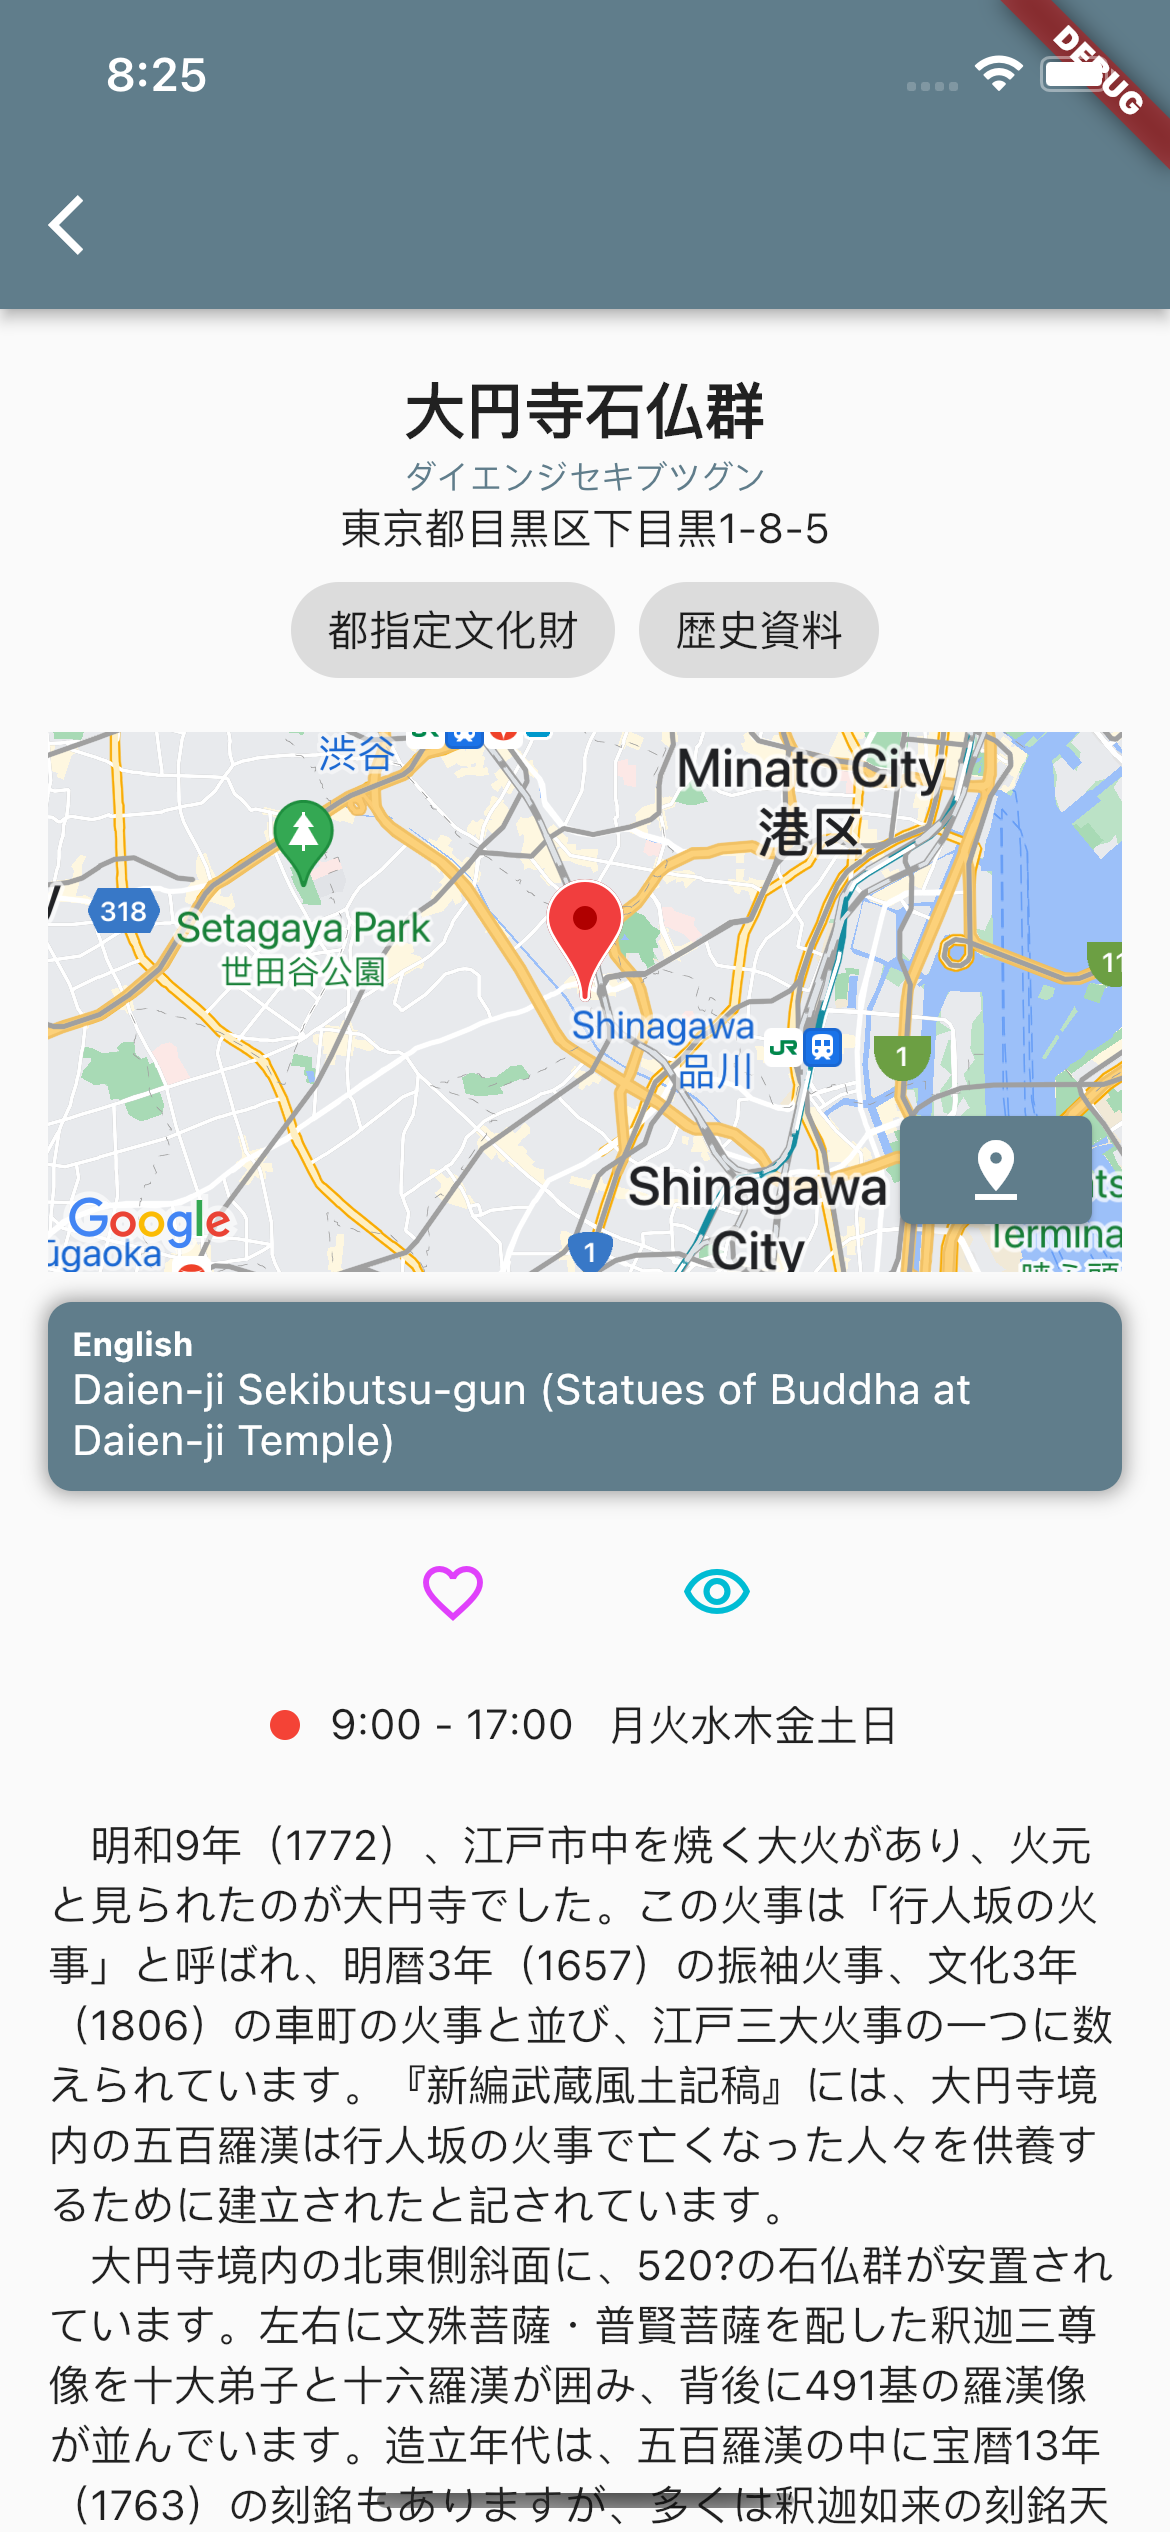 8:25
DEBUG
大円寺石仏群
ダイエンジセキブツグン
東京都目黒区下目黒1-8-5
都指定文化財 歴史資料
渋谷
Minato City
港区
318
Setagaya Park
世田谷公園
11
Shinagawa
品川
JR
1
Shinagawa
City
Google
ugaoka
1
ts
Termina
English
Daien-ji Sekibutsu-gun (Statues of Buddha at
Daien-ji Temple)
9:00 - 17:00 月火水木金土日
　明和9年（1772）、江戸市中を焼く大火があり、火元
と見られたのが大円寺でした。この火事は「行人坂の火
事」と呼ばれ、明暦3年（1657）の振袖火事、文化3年
（1806）の車町の火事と並び、江戸三大火事の一つに数
えられています。『新編武蔵風土記稿』には、大円寺境
内の五百羅漢は行人坂の火事で亡くなった人々を供養す
るために建立されたと記されています。
　大円寺境内の北東側斜面に、520?の石仏群が安置され
ています。左右に文殊菩薩・普賢菩薩を配した釈迦三尊
像を十大弟子と十六羅漢が囲み、背後に491基の羅漢像
が並んでいます。造立年代は、五百羅漢の中に宝暦13年
（1763）の刻銘もありますが、多くは釈迦如来の刻銘天